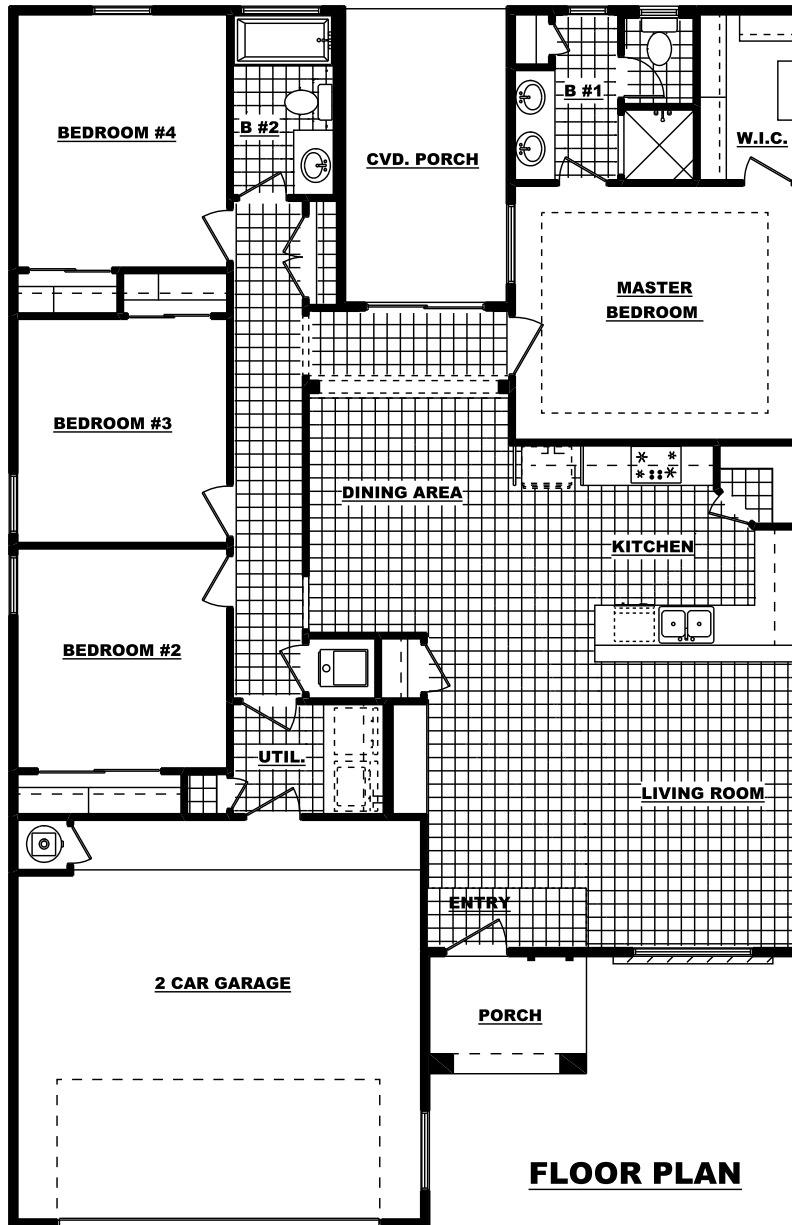 BEDROOM #4
B #2
CVD. PORCH
B #1
W.I.C.
MASTER
BEDROOM
BEDROOM #3
DINING AREA
KITCHEN
BEDROOM #2
UTIL.
LIVING ROOM
ENTRY
2 CAR GARAGE
PORCH
FLOOR PLAN